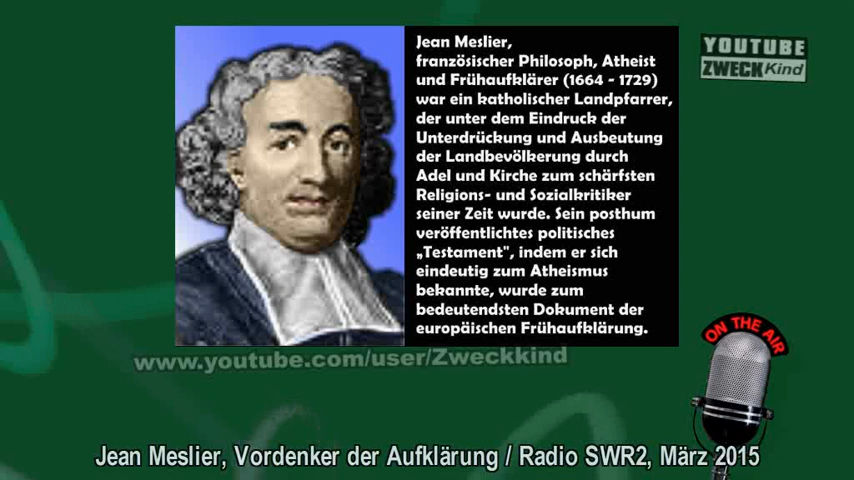 Jean Meslier,
französischer Philosoph, Atheist
und Frühaufklärer (1664 - 1729)
war ein katholischer Landpfarrer,
der unter dem Eindruck der
Unterdrückung und Ausbeutung
der Landbevölkerung durch
Adel und Kirche zum schärfsten
Religions- und Sozialkritiker
seiner Zeit wurde. Sein posthum
veröffentlichtes politisches
„Testament", indem er sich
eindeutig zum Atheismus
bekannte, wurde zum
bedeutendsten Dokument der
europäischen Frühaufklärung.
YOUTUBE
ZWECKKind
ON THE AIR
www.youtube.com/user/Zweckkind
Jean Meslier, Vordenker der Aufklärung / Radio SWR2, März 2015